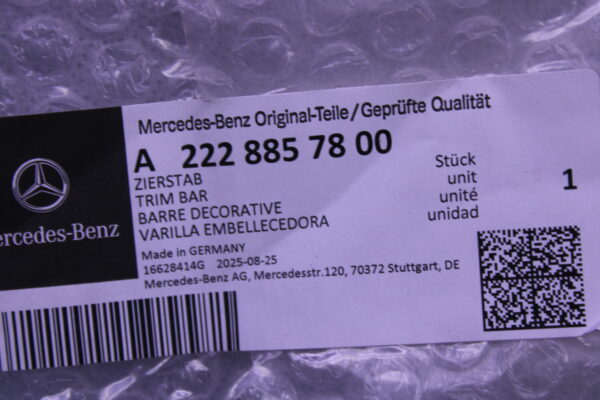 Mercedes-Benz Original-Teile/Geprüfte Qualität
A 222 885 78 00
ZIERSTAB
TRIM BAR
BARRE DECORATIVE
VARILLA EMBELLECEDORA
Stück
unit
unité
unidad
1
Made in GERMANY
16628414G 2025-08-25
Mercedes-Benz AG, Mercedesstr.120, 70372 Stuttgart, DE
ercedes-Benz